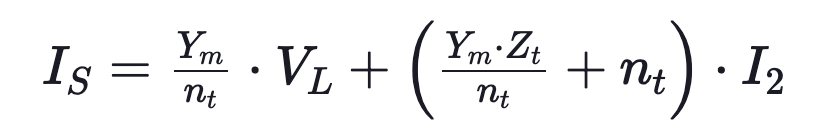 $I_S = \frac{Y_m}{n_t} \cdot V_L + \left( \frac{Y_m \cdot Z_t}{n_t} + n_t \right) \cdot I_2$